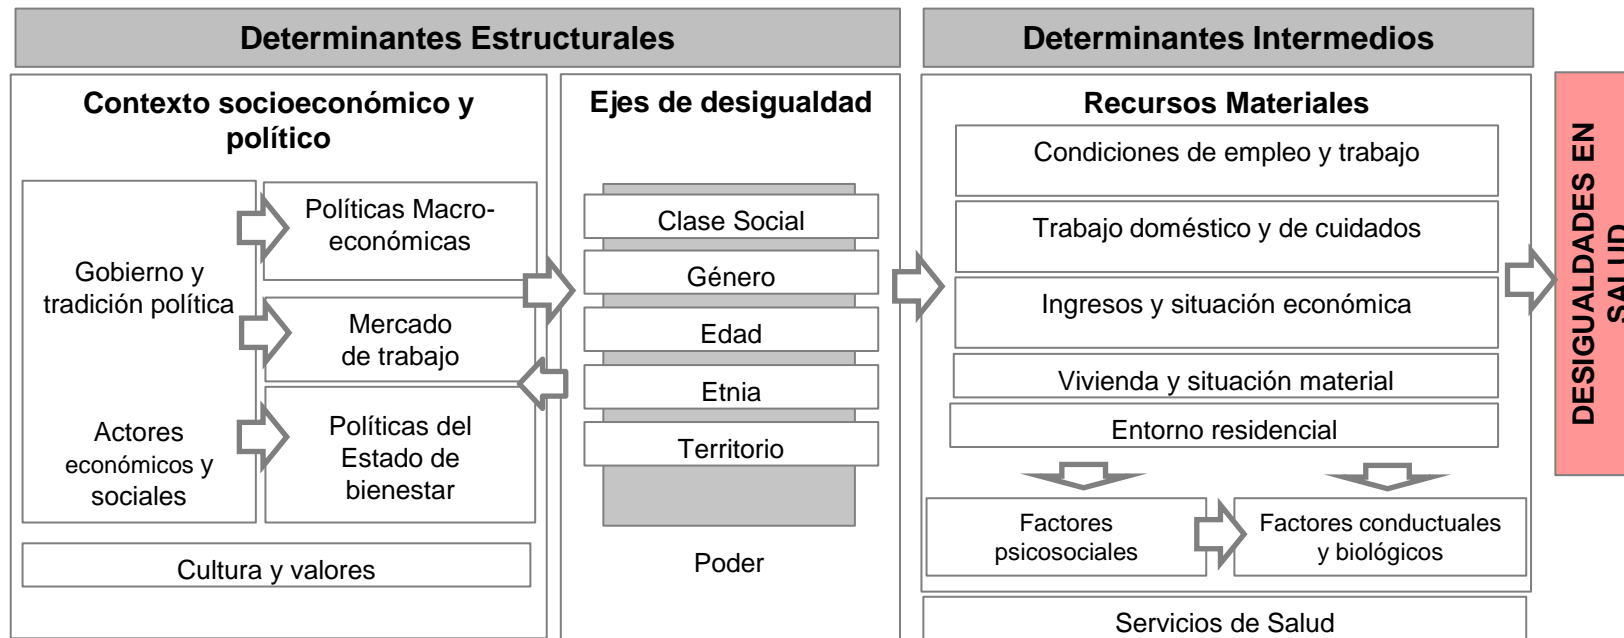 Determinantes Estructurales
Determinantes Intermedios
Contexto socioeconómico y
político
Gobierno y
tradición política
Actores
económicos y
sociales
Políticas Macro-
económicas
Mercado
de trabajo
Políticas del
Estado de
bienestar
Cultura y valores
Ejes de desigualdad
Clase Social
Género
Edad
Etnia
Territorio
Poder
Recursos Materiales
Condiciones de empleo y trabajo
Trabajo doméstico y de cuidados
Ingresos y situación económica
Vivienda y situación material
Entorno residencial
Factores
psicosociales
Factores conductuales
y biológicos
Servicios de Salud
DESIGUALDADES EN
SALUD